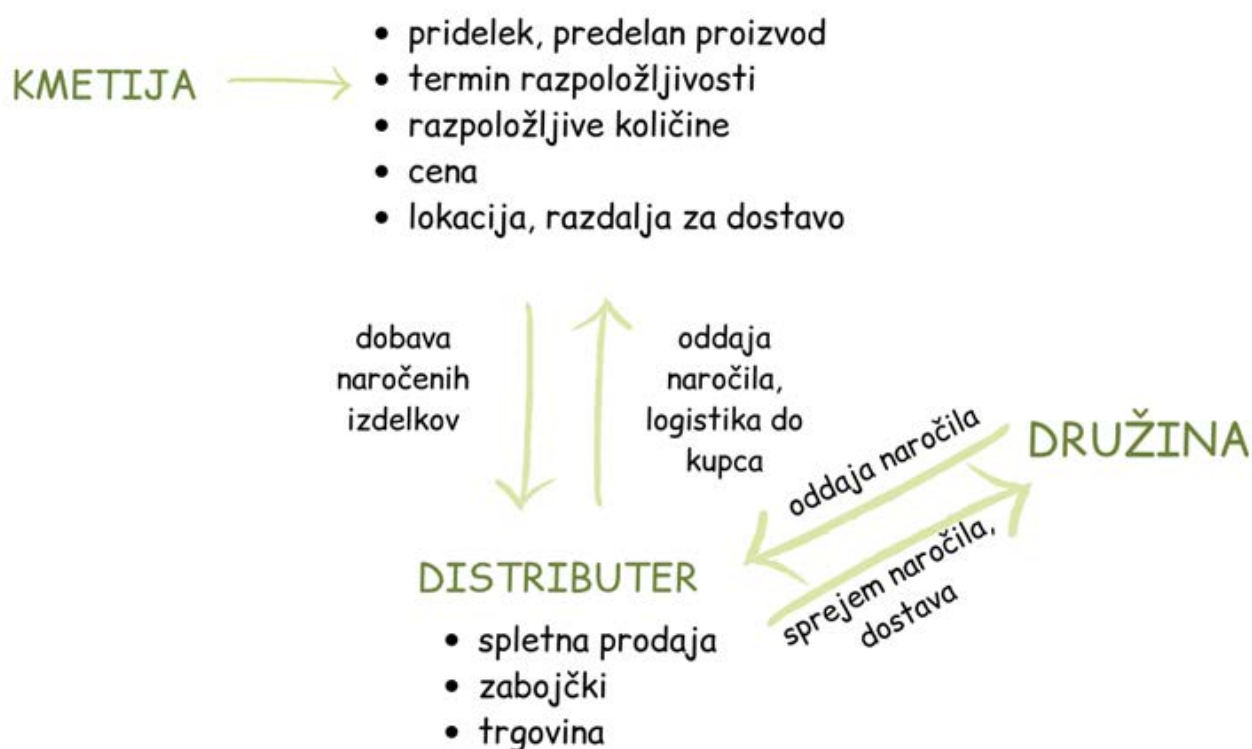 KMETIJA
• pridelek, predelan proizvod
• termin razpoložljivosti
• razpoložljive količine
• cena
• lokacija, razdalja za dostavo
dobava
naročenih
izdelkov
oddaja
naročila,
logistika do
kupca
oddaja naročila
DRUŽINA
sprejem naročila,
dostava
DISTRIBUTER
• spletna prodaja
• zabojčki
• trgovina